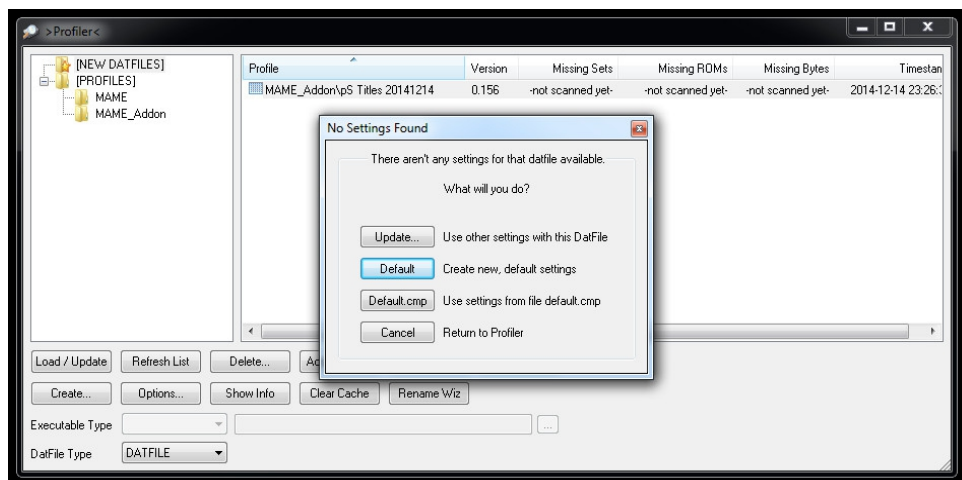 >Profiler<
[NEW DATFILES]
[PROFILES]
MAME
MAME_Addon
Profile Version Missing Sets Missing ROMs Missing Bytes Timestan
MAME_Addon\pS Titles 20141214 0.156 -not scanned yet- -not scanned yet- -not scanned yet- 2014-12-14 23:26:
No Settings Found
There aren't any settings for that datfile available.
What will you do?
Update... Use other settings with this DatFile
Default Create new, default settings
Default.cmp Use settings from file default.cmp
Cancel Return to Profiler
Load / Update Refresh List Delete...
Create... Options... Show Info Clear Cache Rename Wiz
Executable Type ...
DatFile Type DATFILE